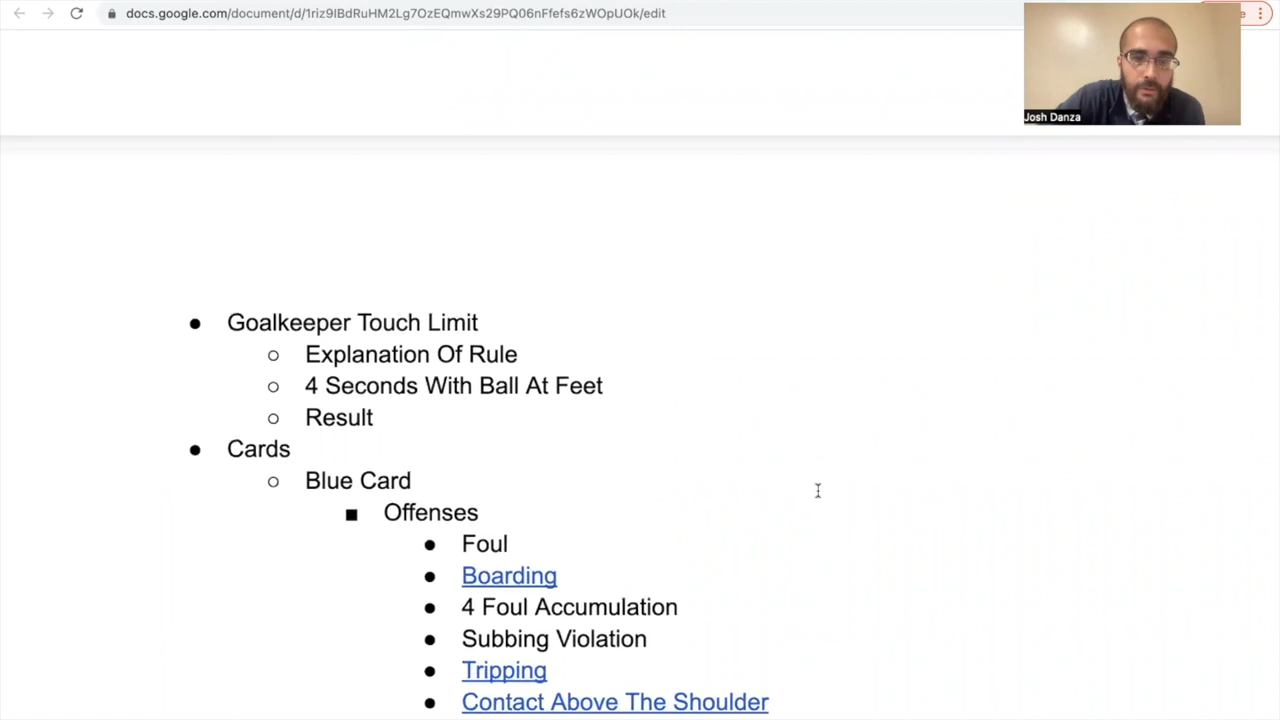 docs.google.com/document/d/1riz9IBdRuHM2Lg7OzEQmwXs29PQ06nFfefs6zWOpUOk/edit
Josh Danza
● Goalkeeper Touch Limit
○ Explanation Of Rule
○ 4 Seconds With Ball At Feet
○ Result
● Cards
○ Blue Card
■ Offenses
● Foul
● Boarding
● 4 Foul Accumulation
● Subbing Violation
● Tripping
● Contact Above The Shoulder